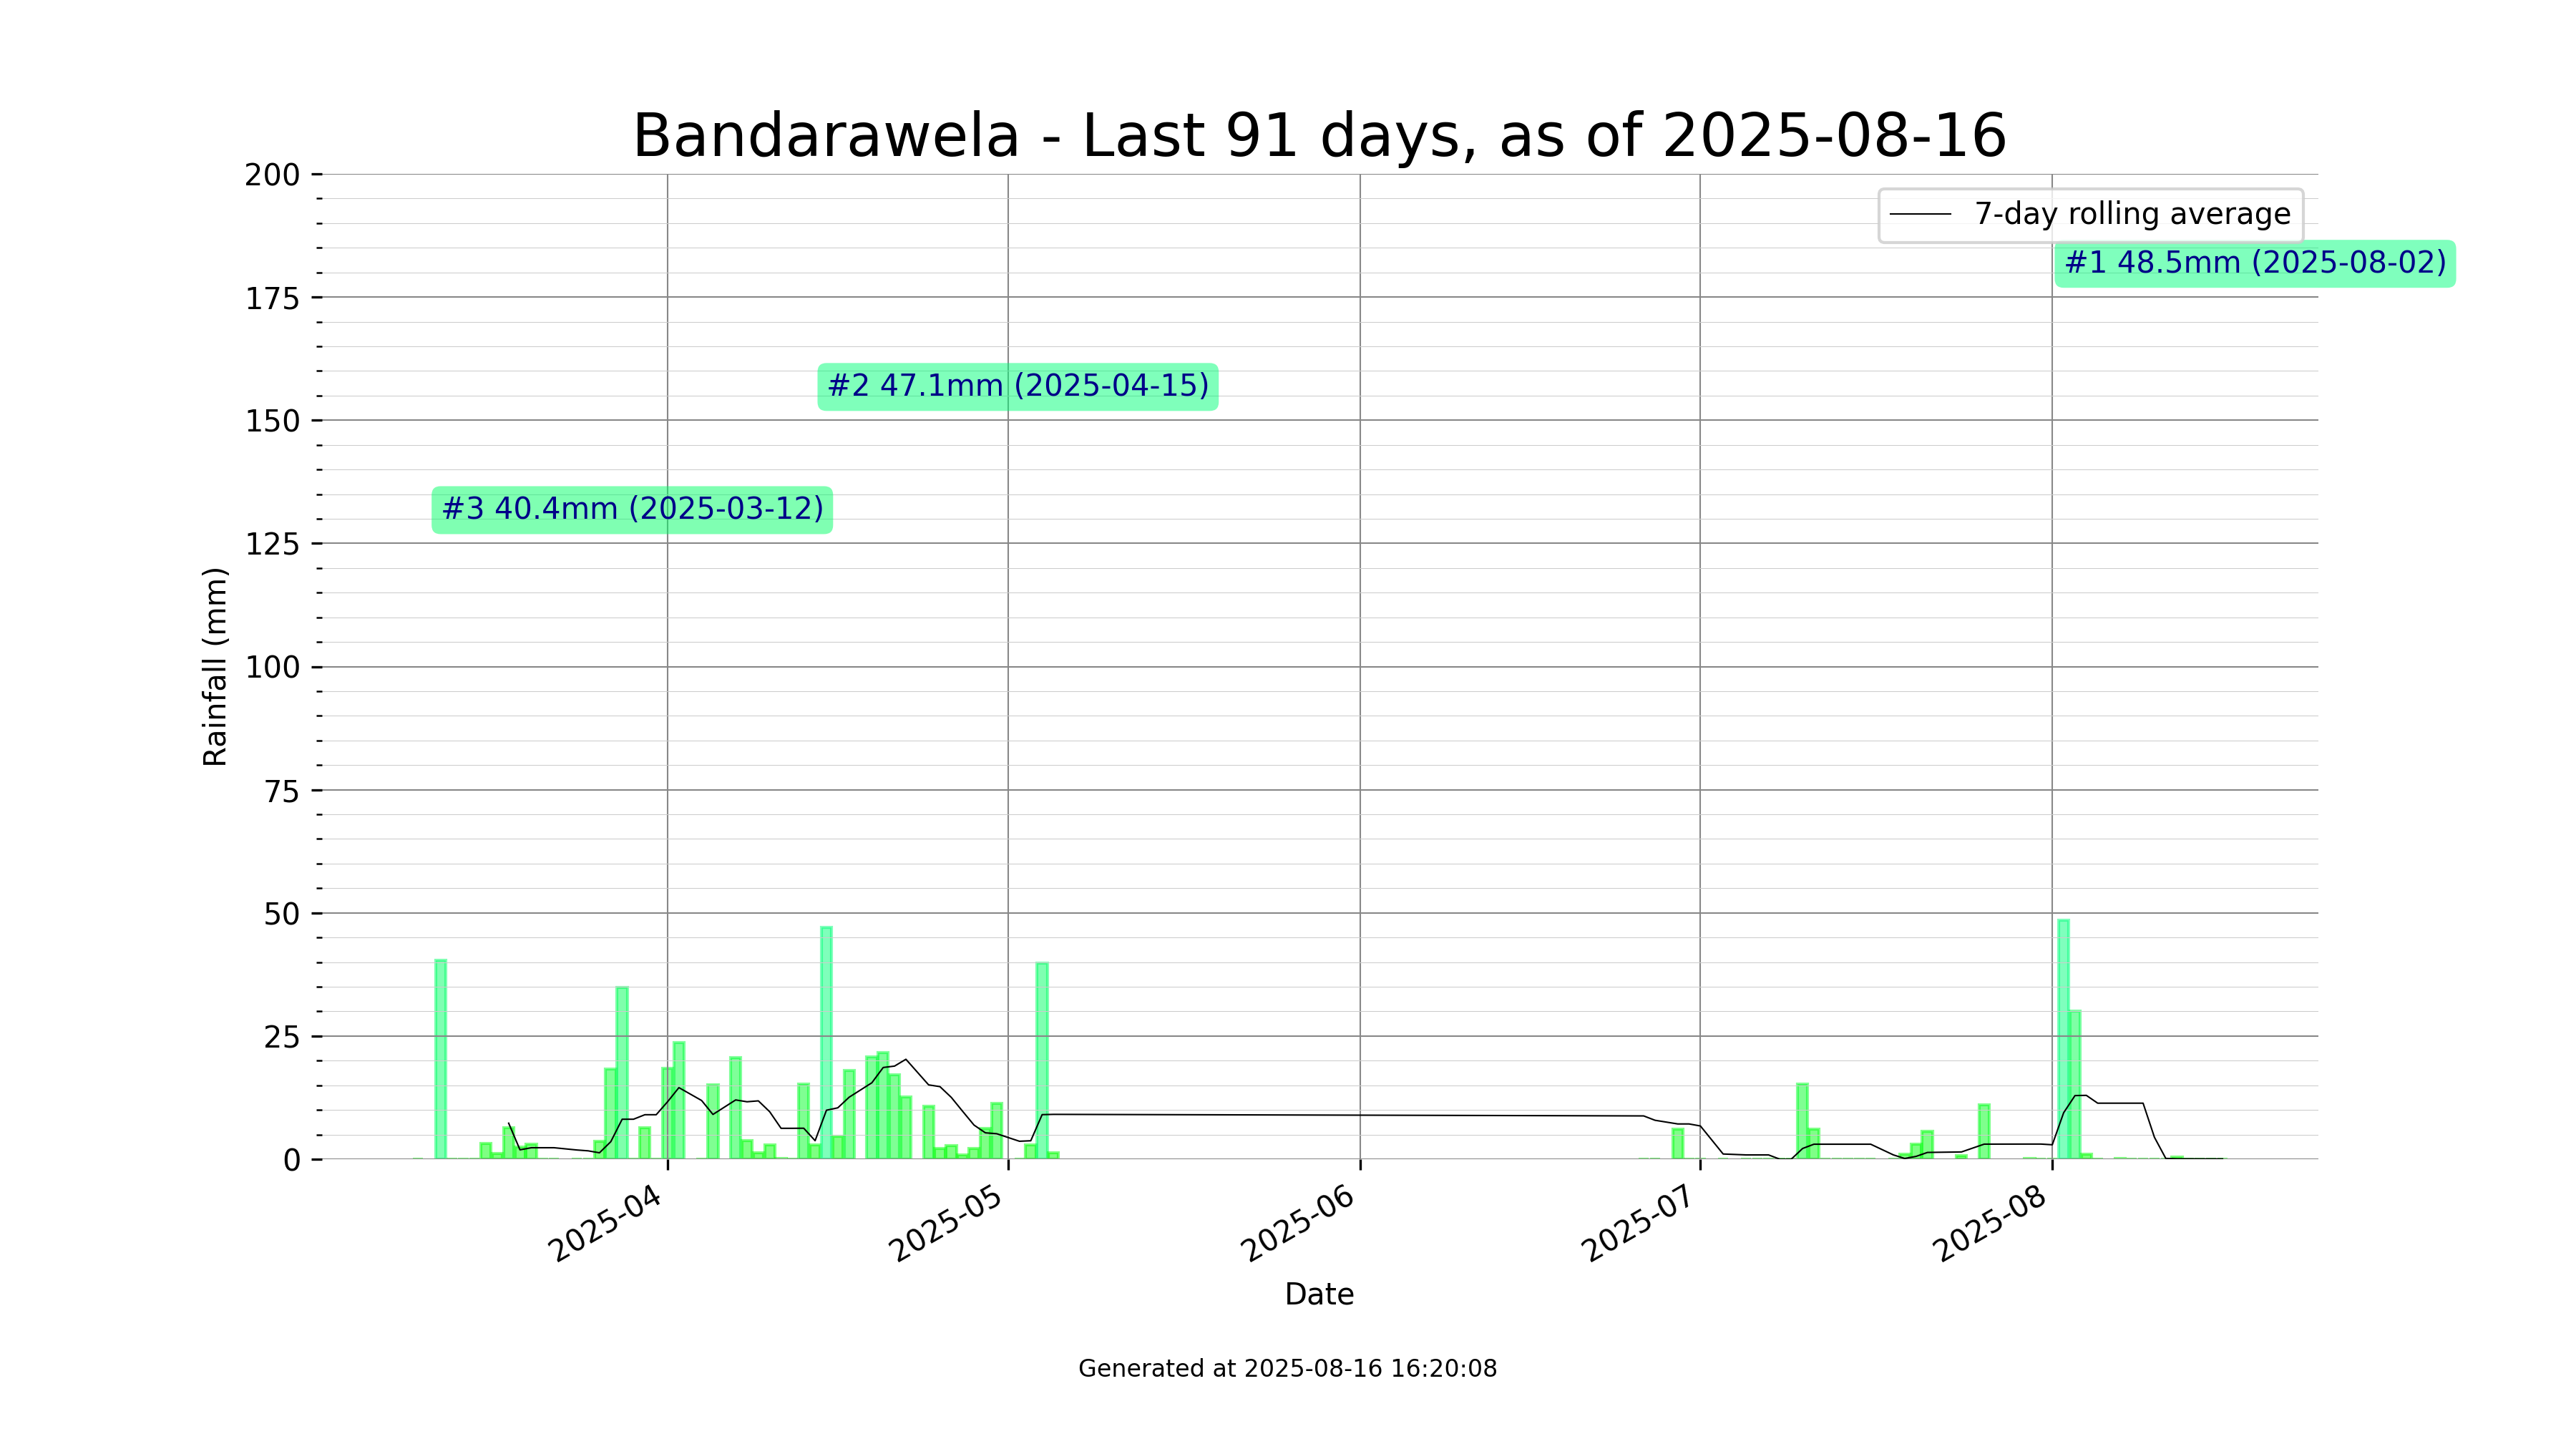 Bandarawela - Last 91 days, as of 2025-08-16
200
175
150
125
100
75
50
25
0
Rainfall (mm)
7-day rolling average
#1 48.5mm (2025-08-02)
#2 47.1mm (2025-04-15)
#3 40.4mm (2025-03-12)
2025-04
2025-05
2025-06
2025-07
2025-08
Date
Generated at 2025-08-16 16:20:08